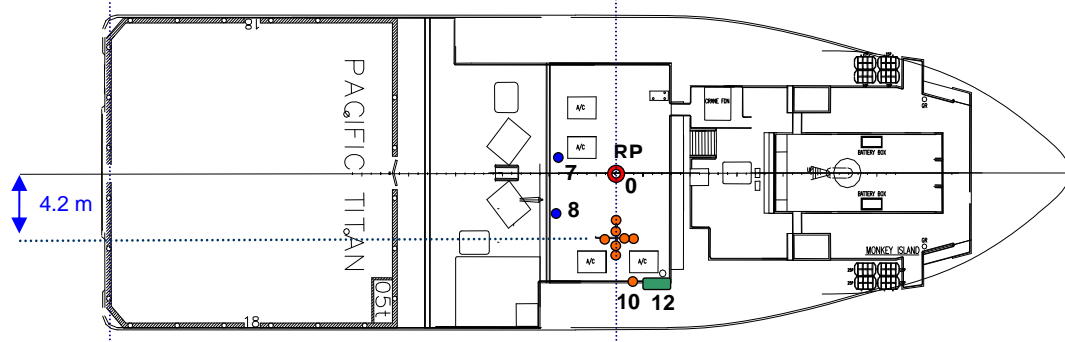 18
PACIFIC TITAN
A/C
A/C
CRANE FDN
RP
0
7
8
4.2 m
BATTERY BOX
BATTERY BOX
MONKEY ISLAND
A/C
A/C
10
12
05t
18